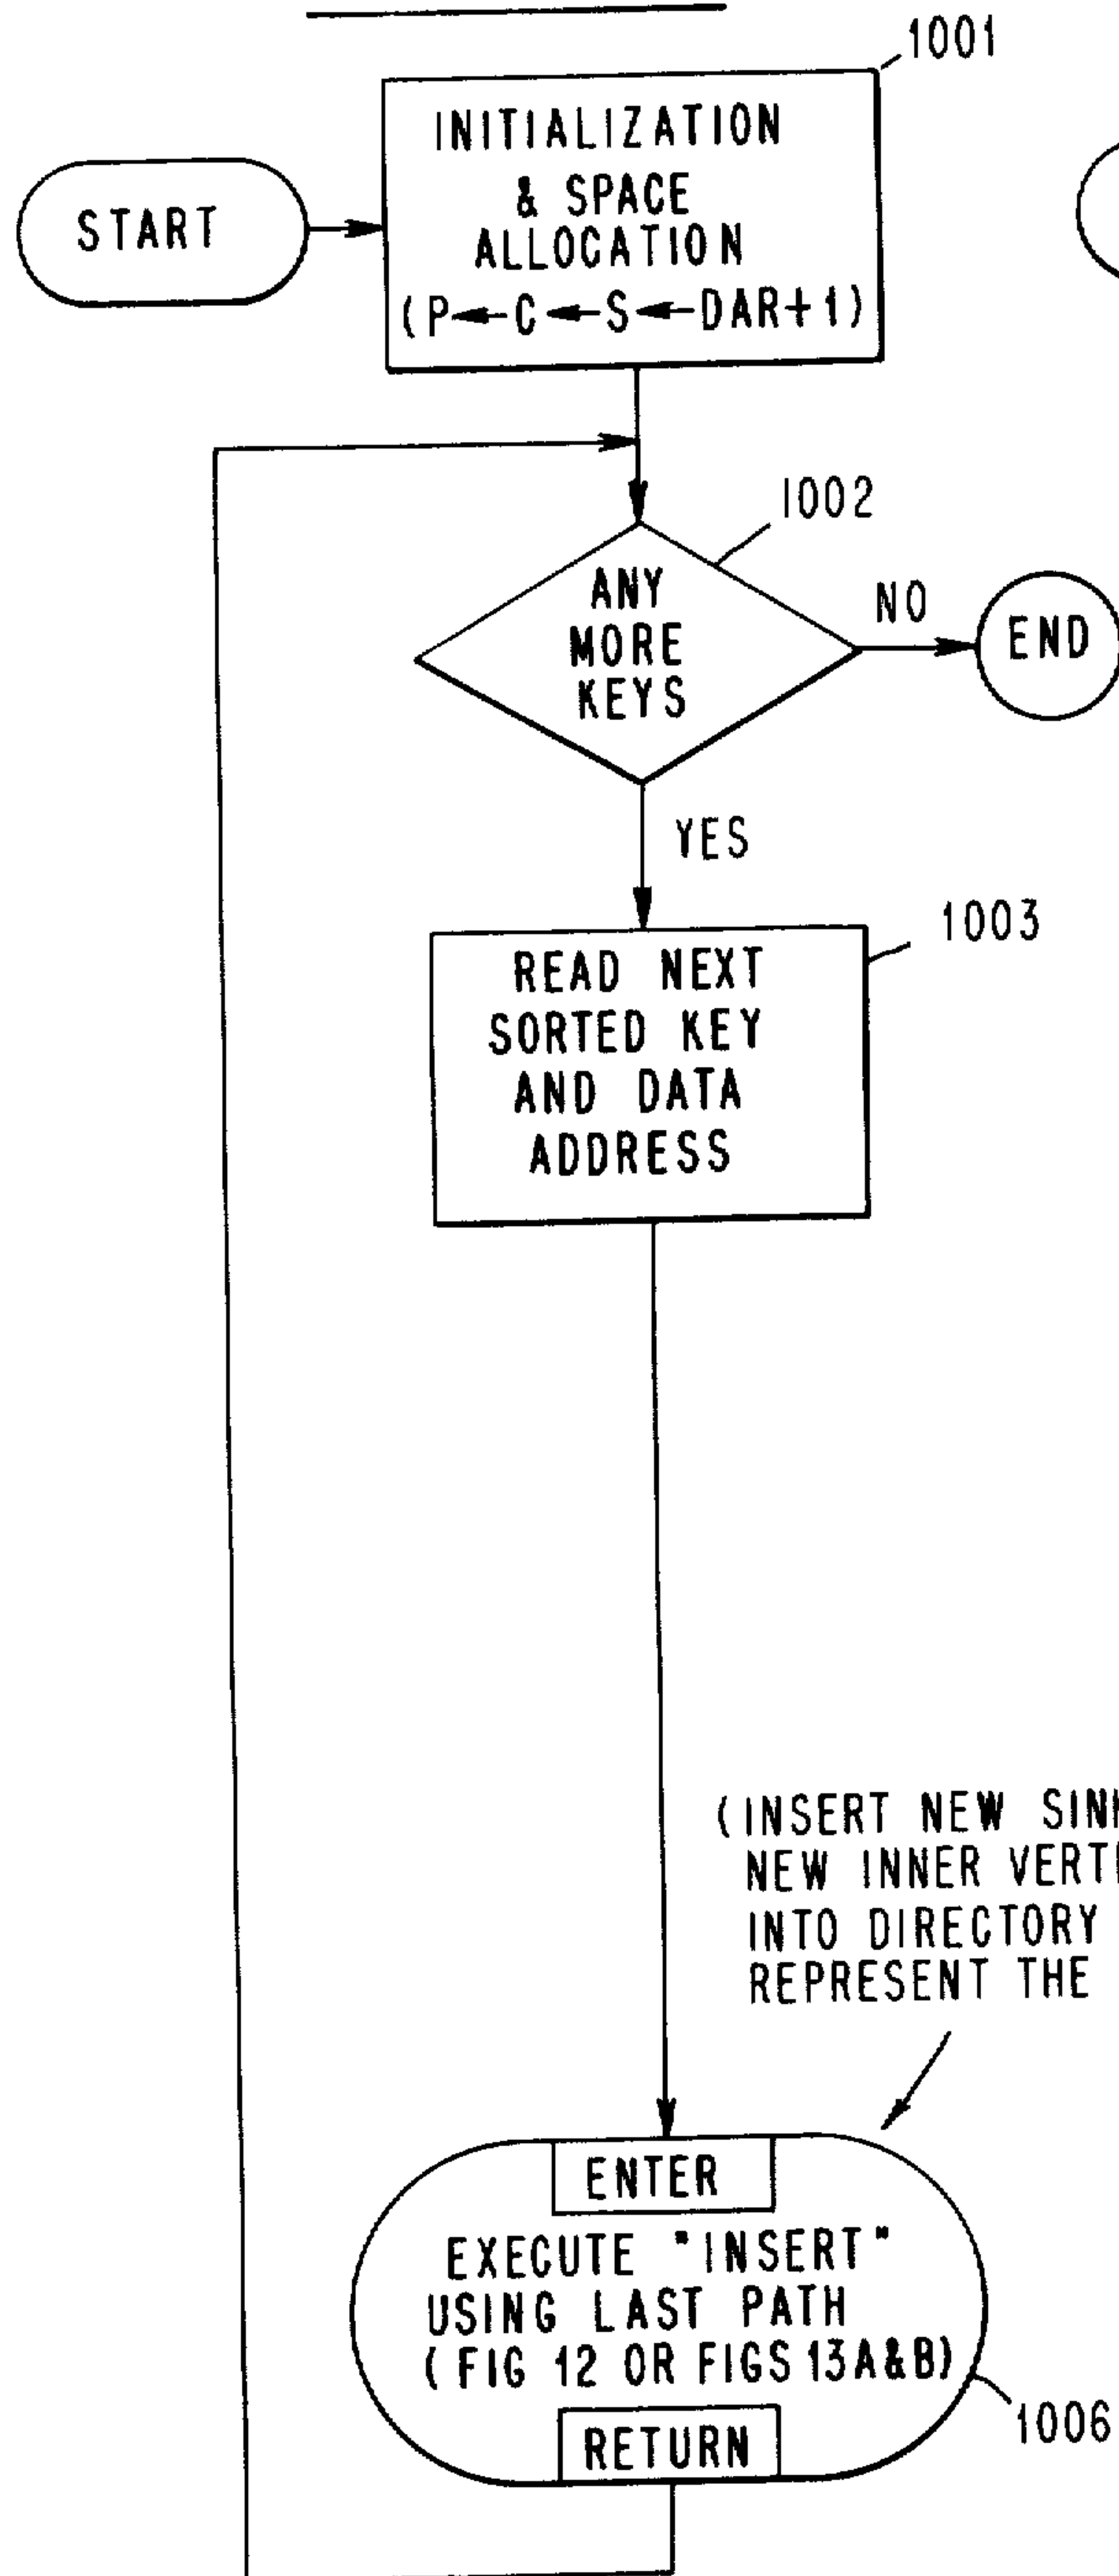 1001
INITIALIZATION
& SPACE
ALLOCATION
(P←C←S←DAR+1)
START
1002
ANY
MORE
KEYS
NO
END
YES
1003
READ NEXT
SORTED KEY
AND DATA
ADDRESS
(INSERT NEW
NEW INNER
INTO DIRECTORY
REPRESENT THE
ENTER
EXECUTE "INSERT"
USING LAST PATH
(FIG 12 OR FIGS 13A&B)
1006
RETURN